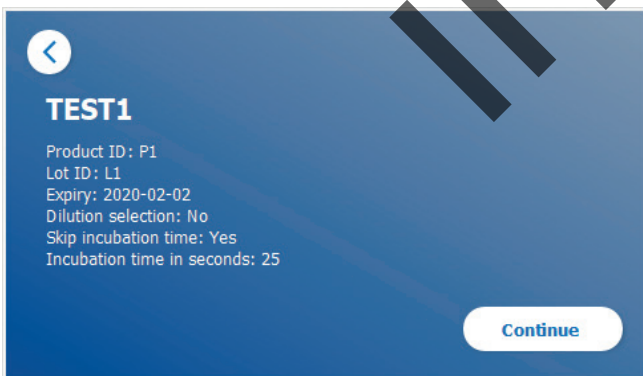 TEST1
Product ID: P1
Lot ID: L1
Expiry: 2020-02-02
Dilution selection: No
Skip incubation time: Yes
Incubation time in seconds: 25
Continue